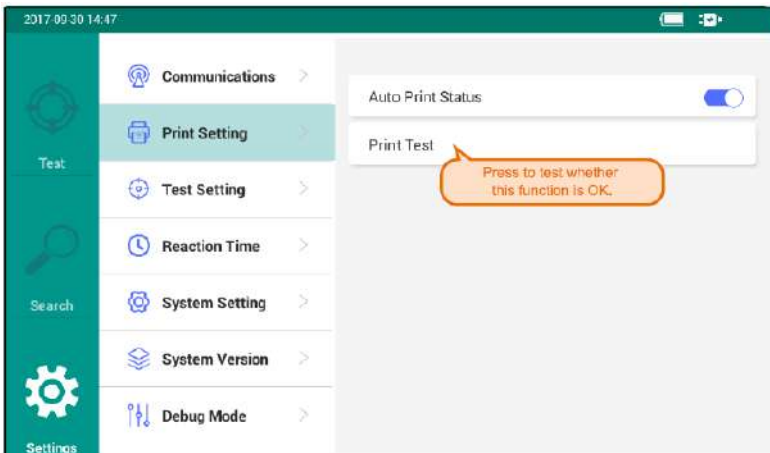 2017-09-30 14:47
Test
Search
Settings
Communications
Print Setting
Test Setting
Reaction Time
System Setting
System Version
Debug Mode
Auto Print Status
Print Test
Press to test whether
this function is OK.